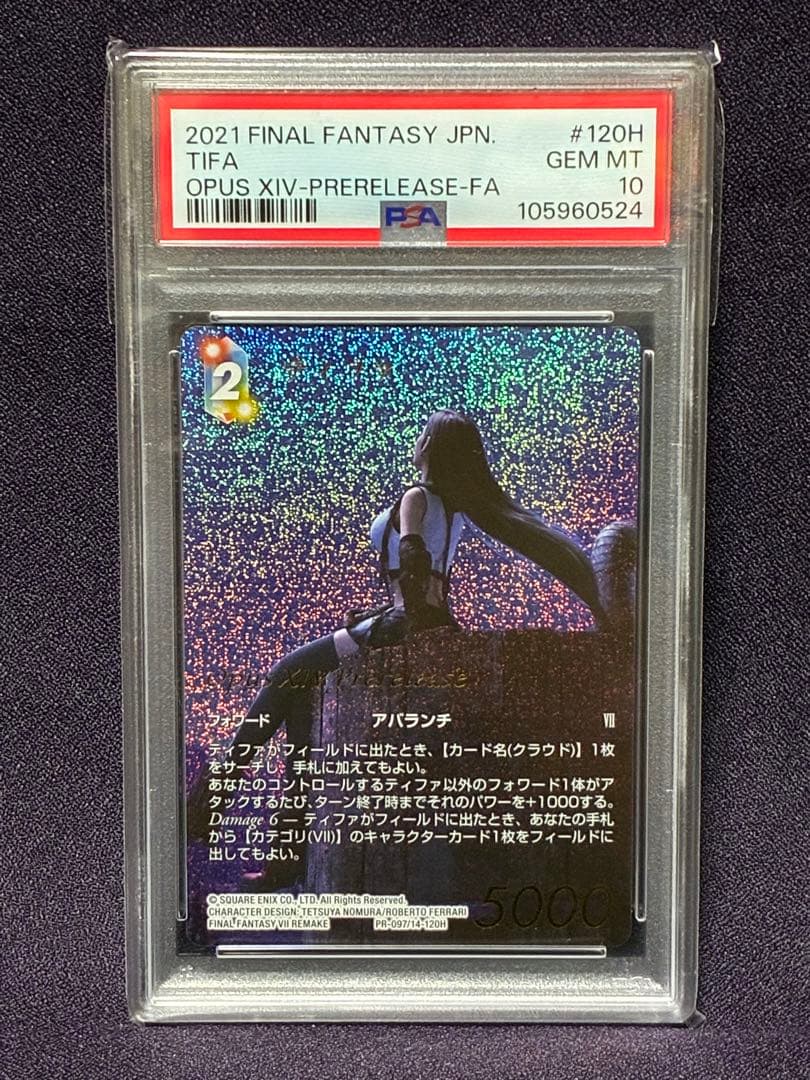 2021 FINAL FANTASY JPN. #120H
TIFA GEM MT
OPUS XIV-PRERELEASE-FA 10
PSA 105960524
2
ティファ
Opus XIV Prerelease
フォワード アバランチ VII
ティファがフィールドに出たとき、【カード名(クラウド)】1枚
をサーチし、手札に加えてもよい。
あなたのコントロールするティファ以外のフォワード1体がア
タックするたび、ターン終了時までそれのパワーを+1000する。
Damage 6 — ティファがフィールドに出たとき、あなたの手札
から【カテゴリ(VII)】のキャラクターカード1枚をフィールドに
出してもよい。
© SQUARE ENIX CO., LTD. All Rights Reserved.
CHARACTER DESIGN: TETSUYA NOMURA/ROBERTO FERRARI
FINAL FANTASY VII REMAKE PR-097/14-120H
5000